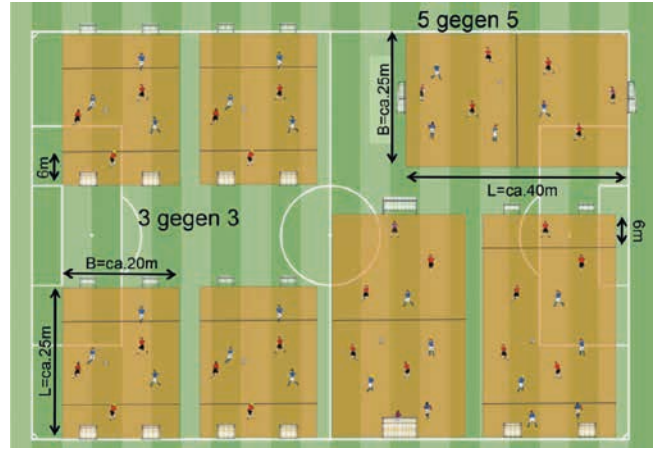 5 gegen 5
B=ca.25m
6m
L=ca.40m
3 gegen 3
6m
B=ca.20m
L=ca.25m